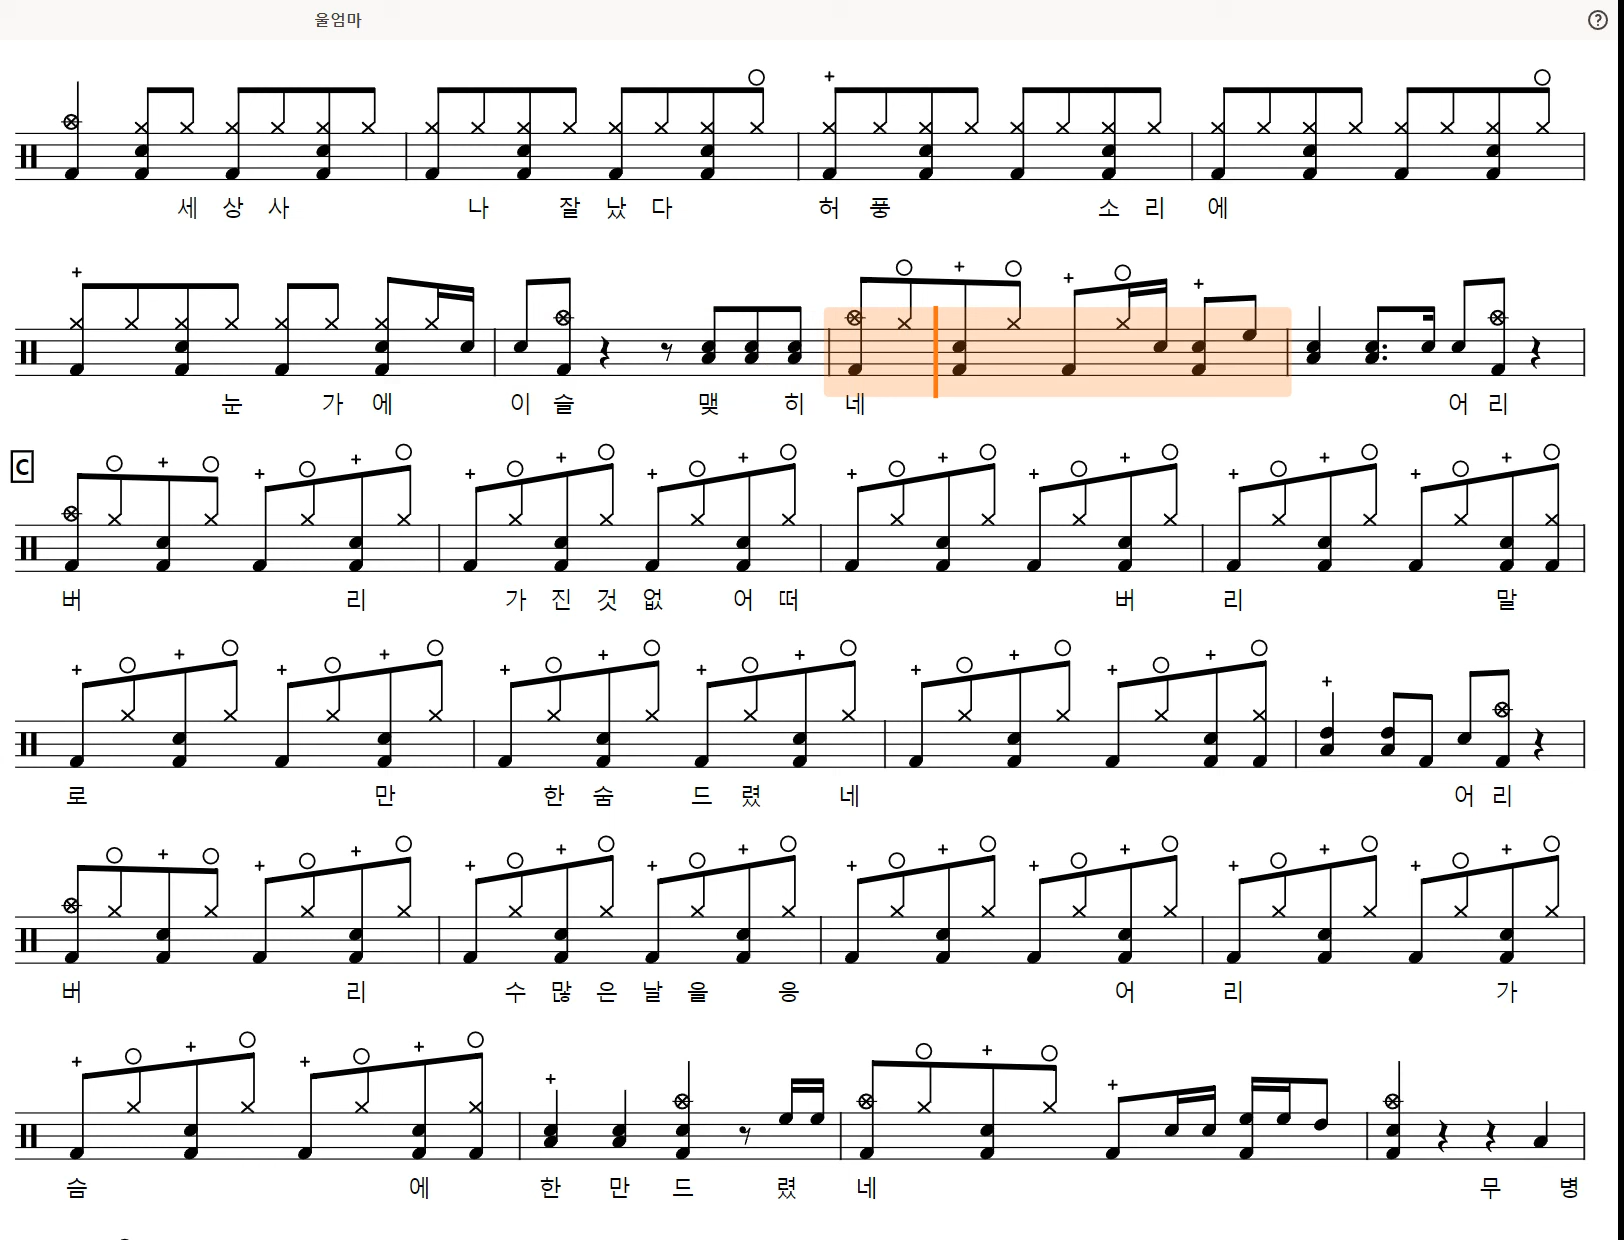 울엄마
세 상 사 나 잘 났 다 허 풍 소 리 에
눈 가 에 이 슬 맺 히 네 어 리
C
버 리 가 진 것 없 어 떠 버 리 말
로 만 한 숨 드 렸 네 어 리
버 리 수 많 은 날 을 응 어 리 가
슴 에 한 만 드 렸 네 무 병